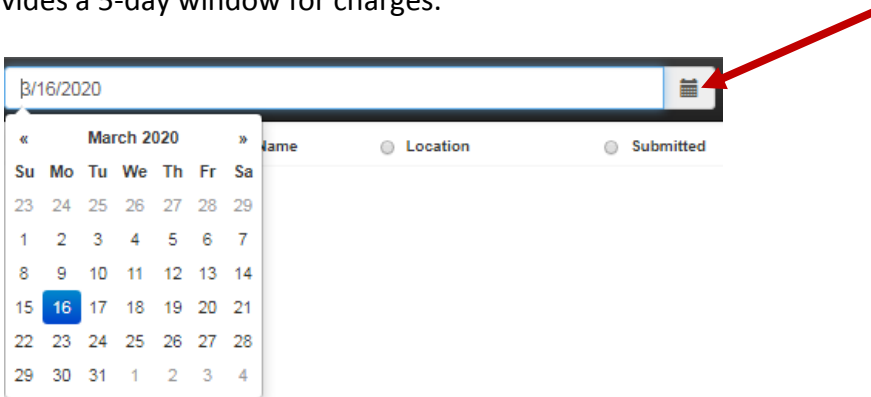 vides a 3-day window for charges.
3/16/2020
« March 2020 »
Name Location Submitted
Su Mo Tu We Th Fr Sa
23 24 25 26 27 28 29
1 2 3 4 5 6 7
8 9 10 11 12 13 14
15 16 17 18 19 20 21
22 23 24 25 26 27 28
29 30 31 1 2 3 4